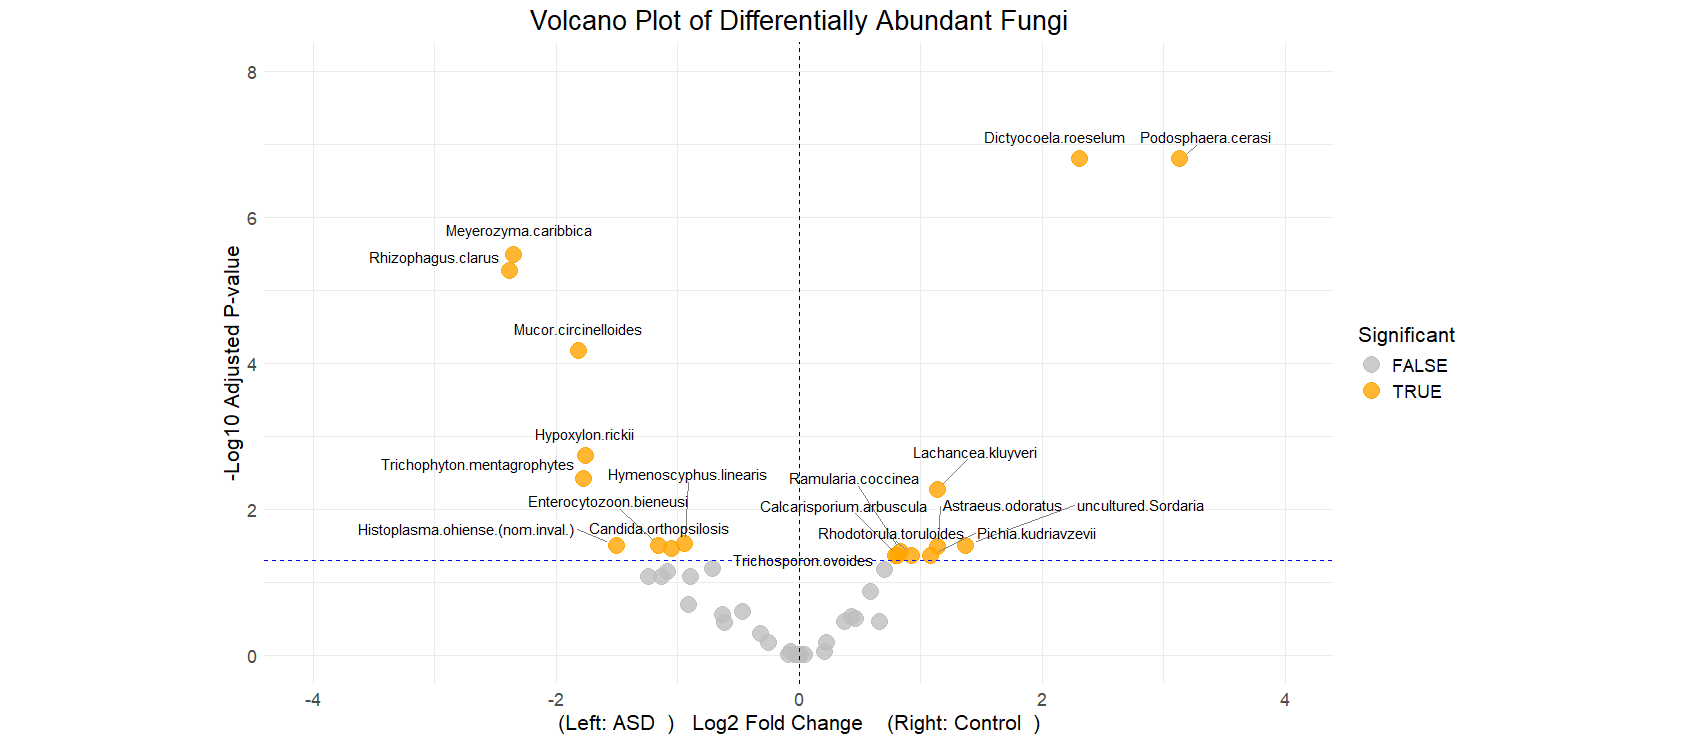 Volcano Plot of Differentially Abundant Fungi
-Log10 Adjusted P-value
8
6
4
2
0
Dictyocoela.roeselum
Podosphaera.cerasi
Meyerozyma.caribbica
Rhizophagus.clarus
Mucor.circinelloides
Hypoxylon.rickii
Trichophyton.mentagrophytes
Hymenoscyphus.linearis
Enterocytozoon.bieneusi
Histoplasma.ohiense.(nom.inval.)
Candida.orthopsilosis
Lachancea.kluyveri
Ramularia.coccinea
Calcarisporium.arbuscula
Astraeus.odoratus
uncultured.Sordaria
Rhodotorula.toruloides
Pichia.kudriavzevii
Trichosporon.ovoides
Significant
FALSE
TRUE
-4
-2
0
2
4
(Left: ASD  )   Log2 Fold Change    (Right: Control  )